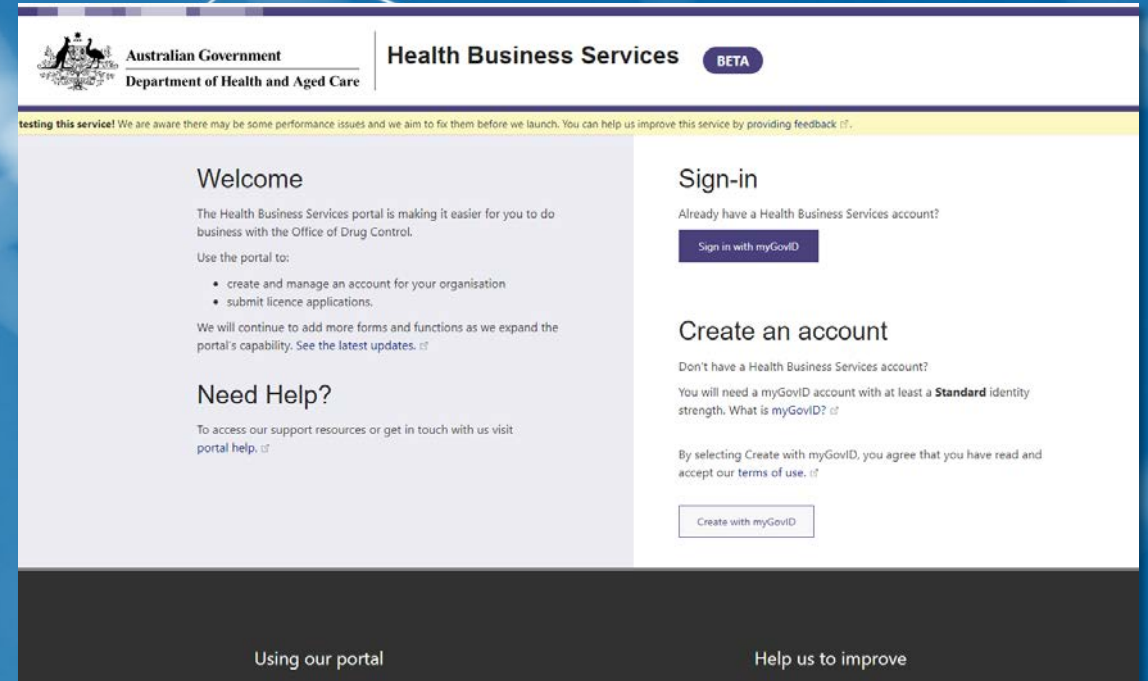 Australian Government
Department of Health and Aged Care
Health Business Services
BETA
testing this service! We are aware there may be some performance issues and we aim to fix them before we launch. You can help us improve this service by providing feedback.
Welcome
The Health Business Services portal is making it easier for you to do
business with the Office of Drug Control.
Use the portal to:
• create and manage an account for your organisation
• submit licence applications.
We will continue to add more forms and functions as we expand the
portal's capability. See the latest updates.
Need Help?
To access our support resources or get in touch with us visit
portal help.
Sign-in
Already have a Health Business Services account?
Sign in with myGovID
Create an account
Don't have a Health Business Services account?
You will need a myGovID account with at least a Standard identity
strength. What is myGovID?
By selecting Create with myGovID, you agree that you have read and
accept our terms of use.
Create with myGovID
Using our portal
Help us to improve